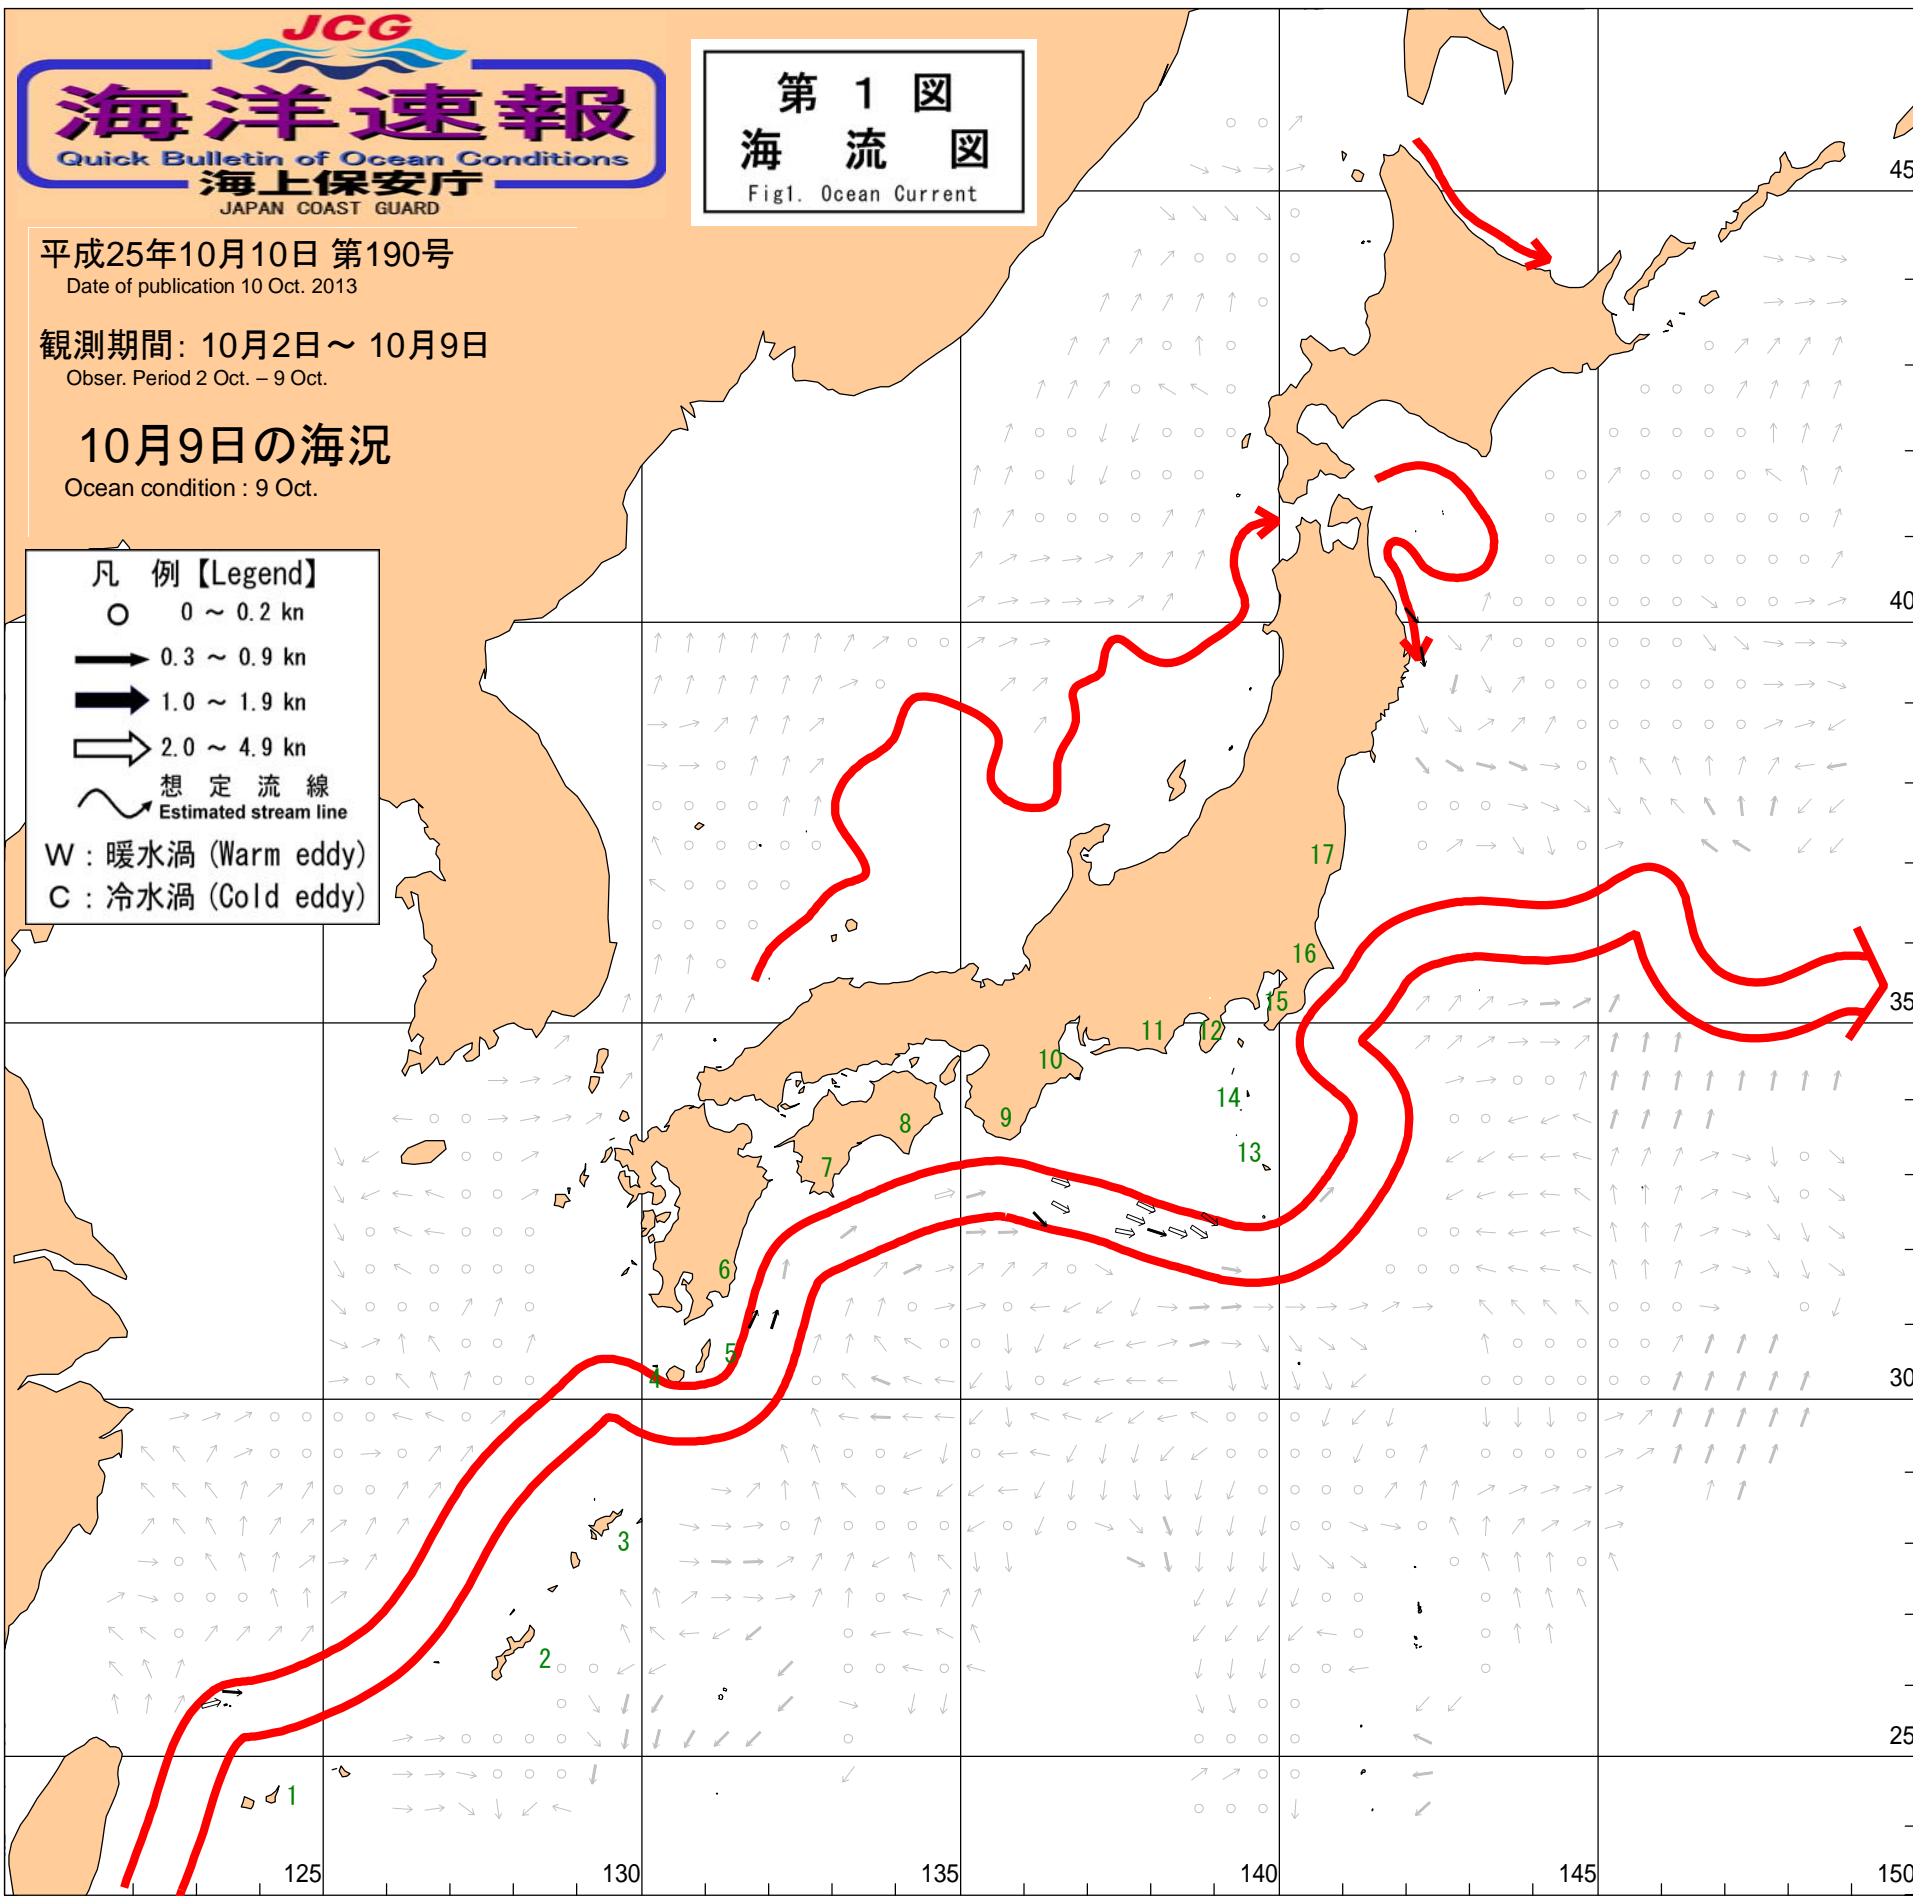 JCG
海洋速報
Quick Bulletin of Ocean Conditions
海上保安庁
JAPAN COAST GUARD
第 1 図
海 流 図
Fig1. Ocean Current
平成25年10月10日 第190号
Date of publication 10 Oct. 2013
観測期間: 10月2日～ 10月9日
Obser. Period 2 Oct. – 9 Oct.
10月9日の海況
Ocean condition : 9 Oct.
凡 例【Legend】
0 ～ 0.2 kn
0.3 ～ 0.9 kn
1.0 ～ 1.9 kn
2.0 ～ 4.9 kn
想 定 流 線
Estimated stream line
W : 暖水渦 (Warm eddy)
C : 冷水渦 (Cold eddy)
45
40
35
30
25
17
16
15
12
11
10
14
9
8
13
7
6
5
4
3
2
1
125
130
135
140
145
150